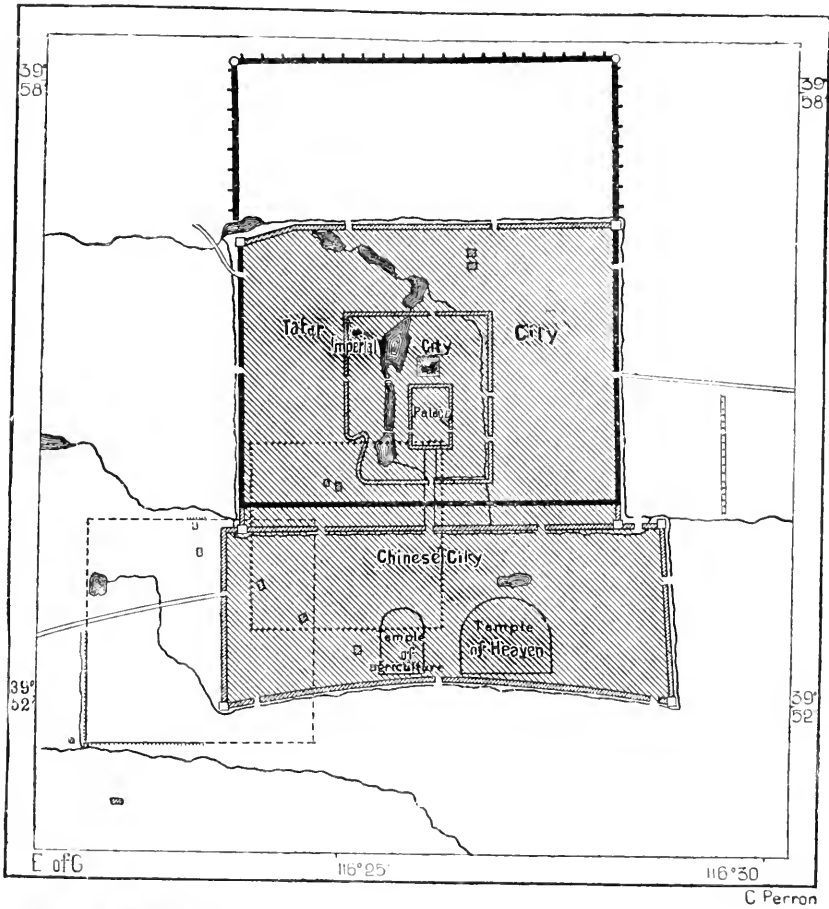 39°
58'
39°
58'
Tatar
City
Imperial
City
Palace
Chinese City
Temple
of
agriculture
Temple
of Heaven
39°
52'
39°
52'
E of G
116°25'
116°30'
C Perron